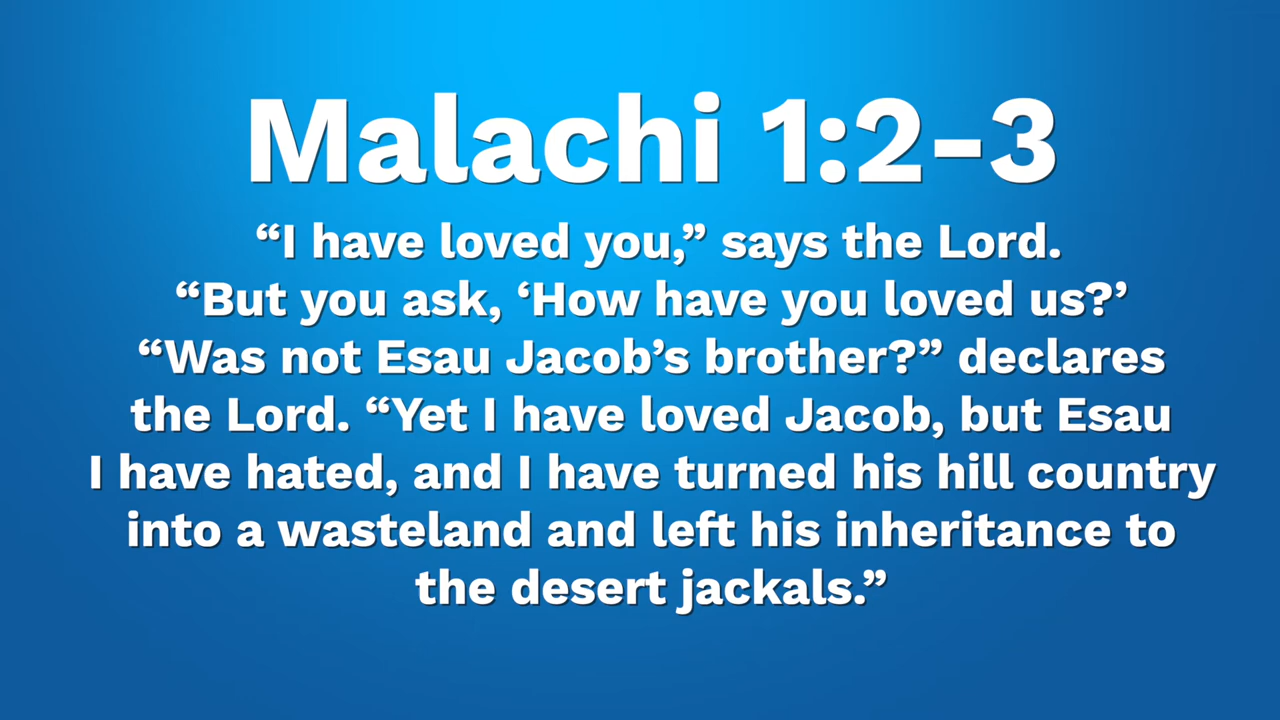 Malachi 1:2-3
“I have loved you,” says the Lord.
“But you ask, ‘How have you loved us?’
“Was not Esau Jacob’s brother?” declares
the Lord. “Yet I have loved Jacob, but Esau
I have hated, and I have turned his hill country
into a wasteland and left his inheritance to
the desert jackals.”